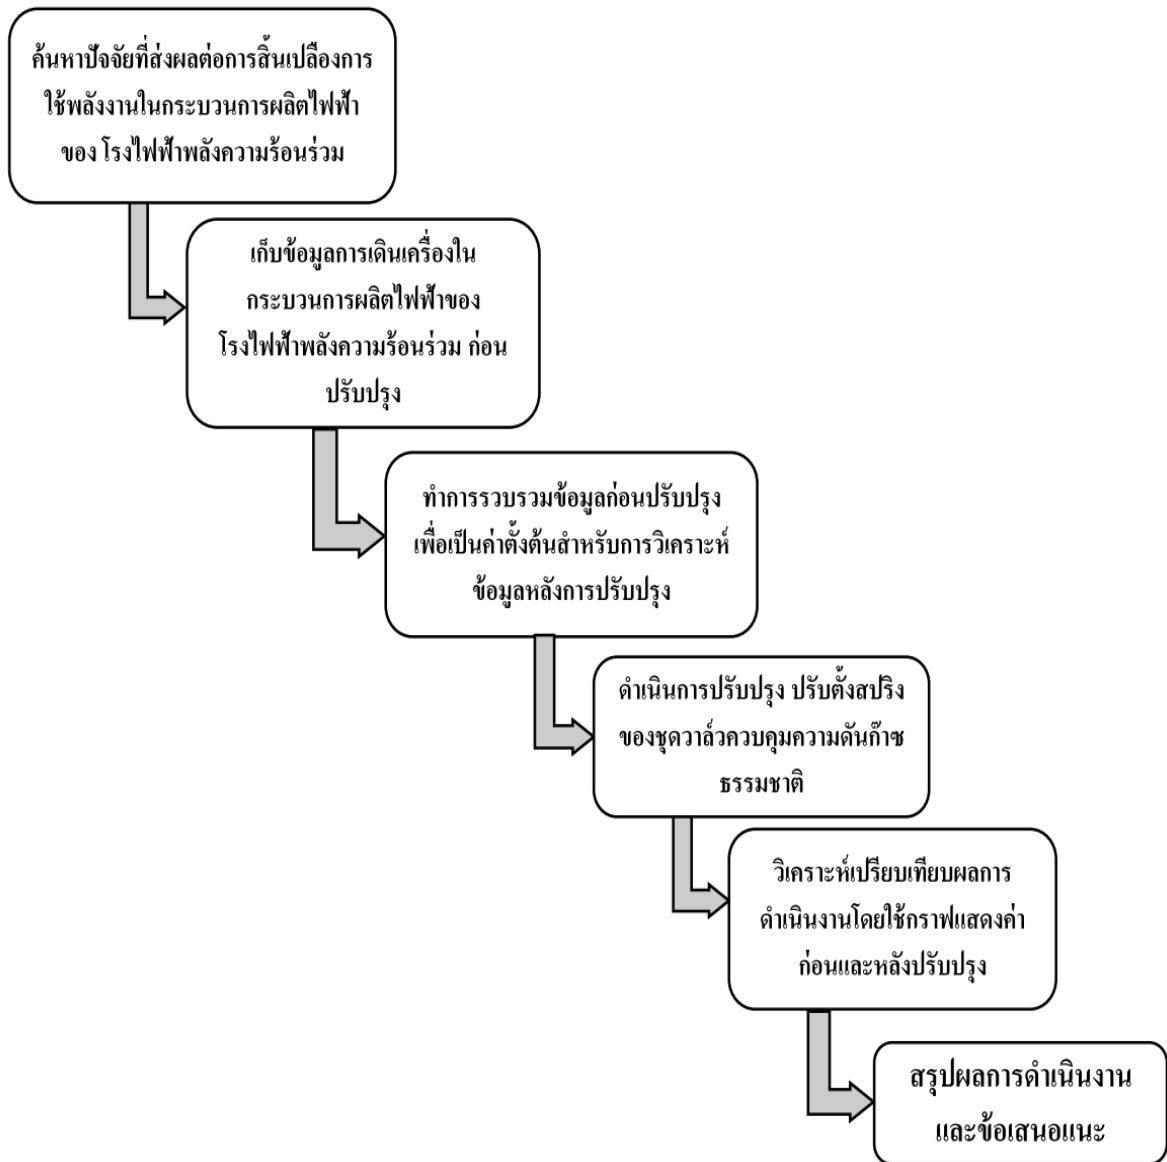 ค้นหาปัจจัยที่ส่งผลต่อการสิ้นเปลืองการ
ใช้พลังงานในกระบวนการผลิตไฟฟ้า
ของ โรงไฟฟ้าพลังความร้อนร่วม
เก็บข้อมูลการเดินเครื่องใน
กระบวนการผลิตไฟฟ้าของ
โรงไฟฟ้าพลังความร้อนร่วม ก่อน
ปรับปรุง
ทำการรวบรวมข้อมูลก่อนปรับปรุง
เพื่อเป็นค่าตั้งต้นสำหรับการวิเคราะห์
ข้อมูลหลังการปรับปรุง
ดำเนินการปรับปรุง ปรับตั้งสปริง
ของชุดวาล์วควบคุมความดันก๊าซ
ธรรมชาติ
วิเคราะห์เปรียบเทียบผลการ
ดำเนินงานโดยใช้กราฟแสดงค่า
ก่อนและหลังปรับปรุง
สรุปผลการดำเนินงาน
และข้อเสนอแนะ